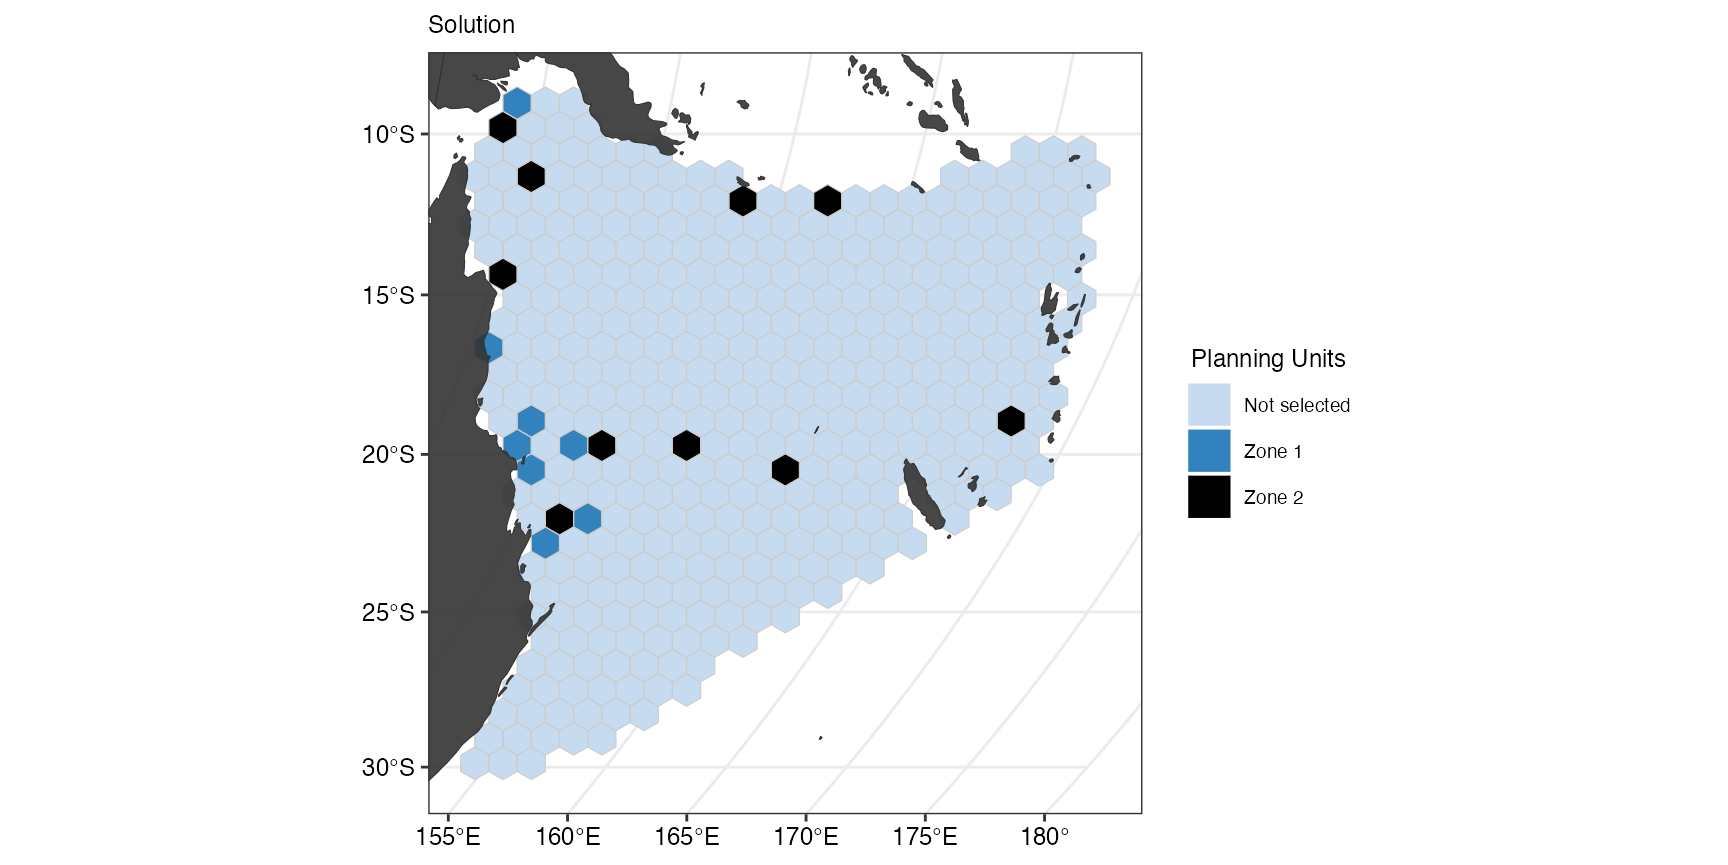 Solution
10°S
15°S
20°S
25°S
30°S
155°E 160°E 165°E 170°E 175°E 180°
Planning Units
Not selected
Zone 1
Zone 2